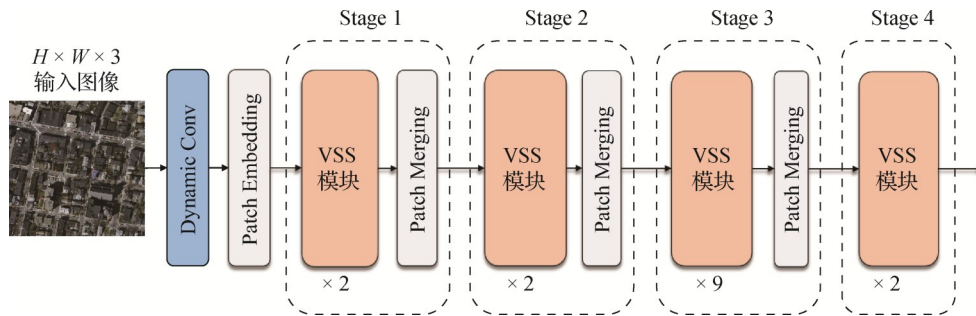 H × W × 3
输入图像
Dynamic Conv
Patch Embedding
Stage 1
VSS
模块
× 2
Patch Merging
Stage 2
VSS
模块
× 2
Patch Merging
Stage 3
VSS
模块
× 9
Patch Merging
Stage 4
VSS
模块
× 2